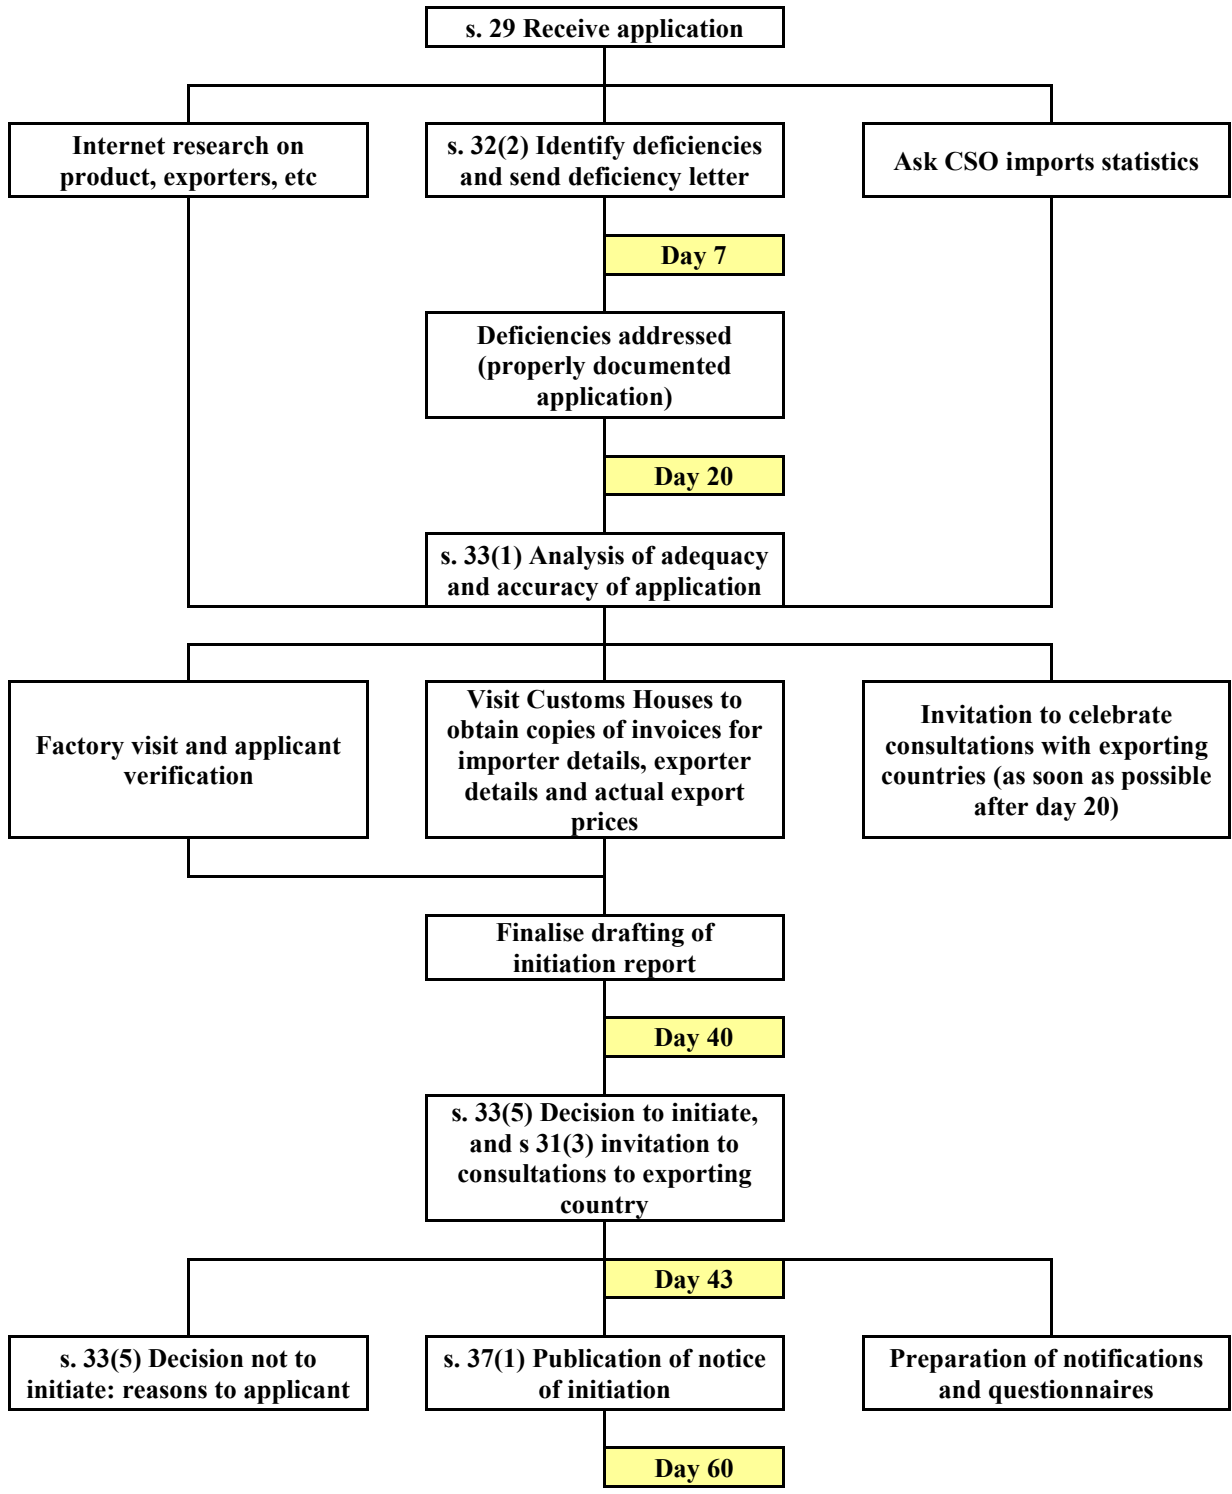 s. 29 Receive application
Internet research on
product, exporters, etc
s. 32(2) Identify deficiencies
and send deficiency letter
Ask CSO imports statistics
Day 7
Deficiencies addressed
(properly documented
application)
Day 20
s. 33(1) Analysis of adequacy
and accuracy of application
Factory visit and applicant
verification
Visit Customs Houses to
obtain copies of invoices for
importer details, exporter
details and actual export
prices
Invitation to celebrate
consultations with exporting
countries (as soon as possible
after day 20)
Finalise drafting of
initiation report
Day 40
s. 33(5) Decision to initiate,
and s 31(3) invitation to
consultations to exporting
country
Day 43
s. 33(5) Decision not to
initiate: reasons to applicant
s. 37(1) Publication of notice
of initiation
Preparation of notifications
and questionnaires
Day 60